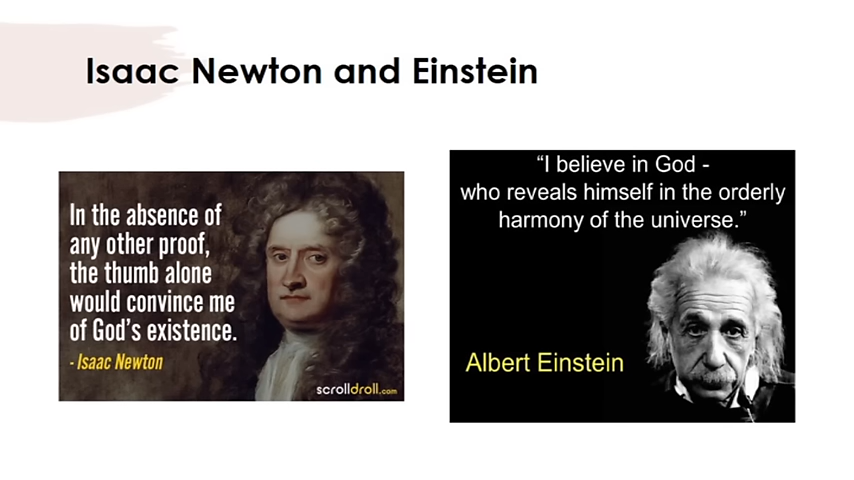 Isaac Newton and Einstein
In the absence of
any other proof,
the thumb alone
would convince me
of God's existence.
- Isaac Newton
scrolldroll.com
“I believe in God -
who reveals himself in the orderly
harmony of the universe.”
Albert Einstein